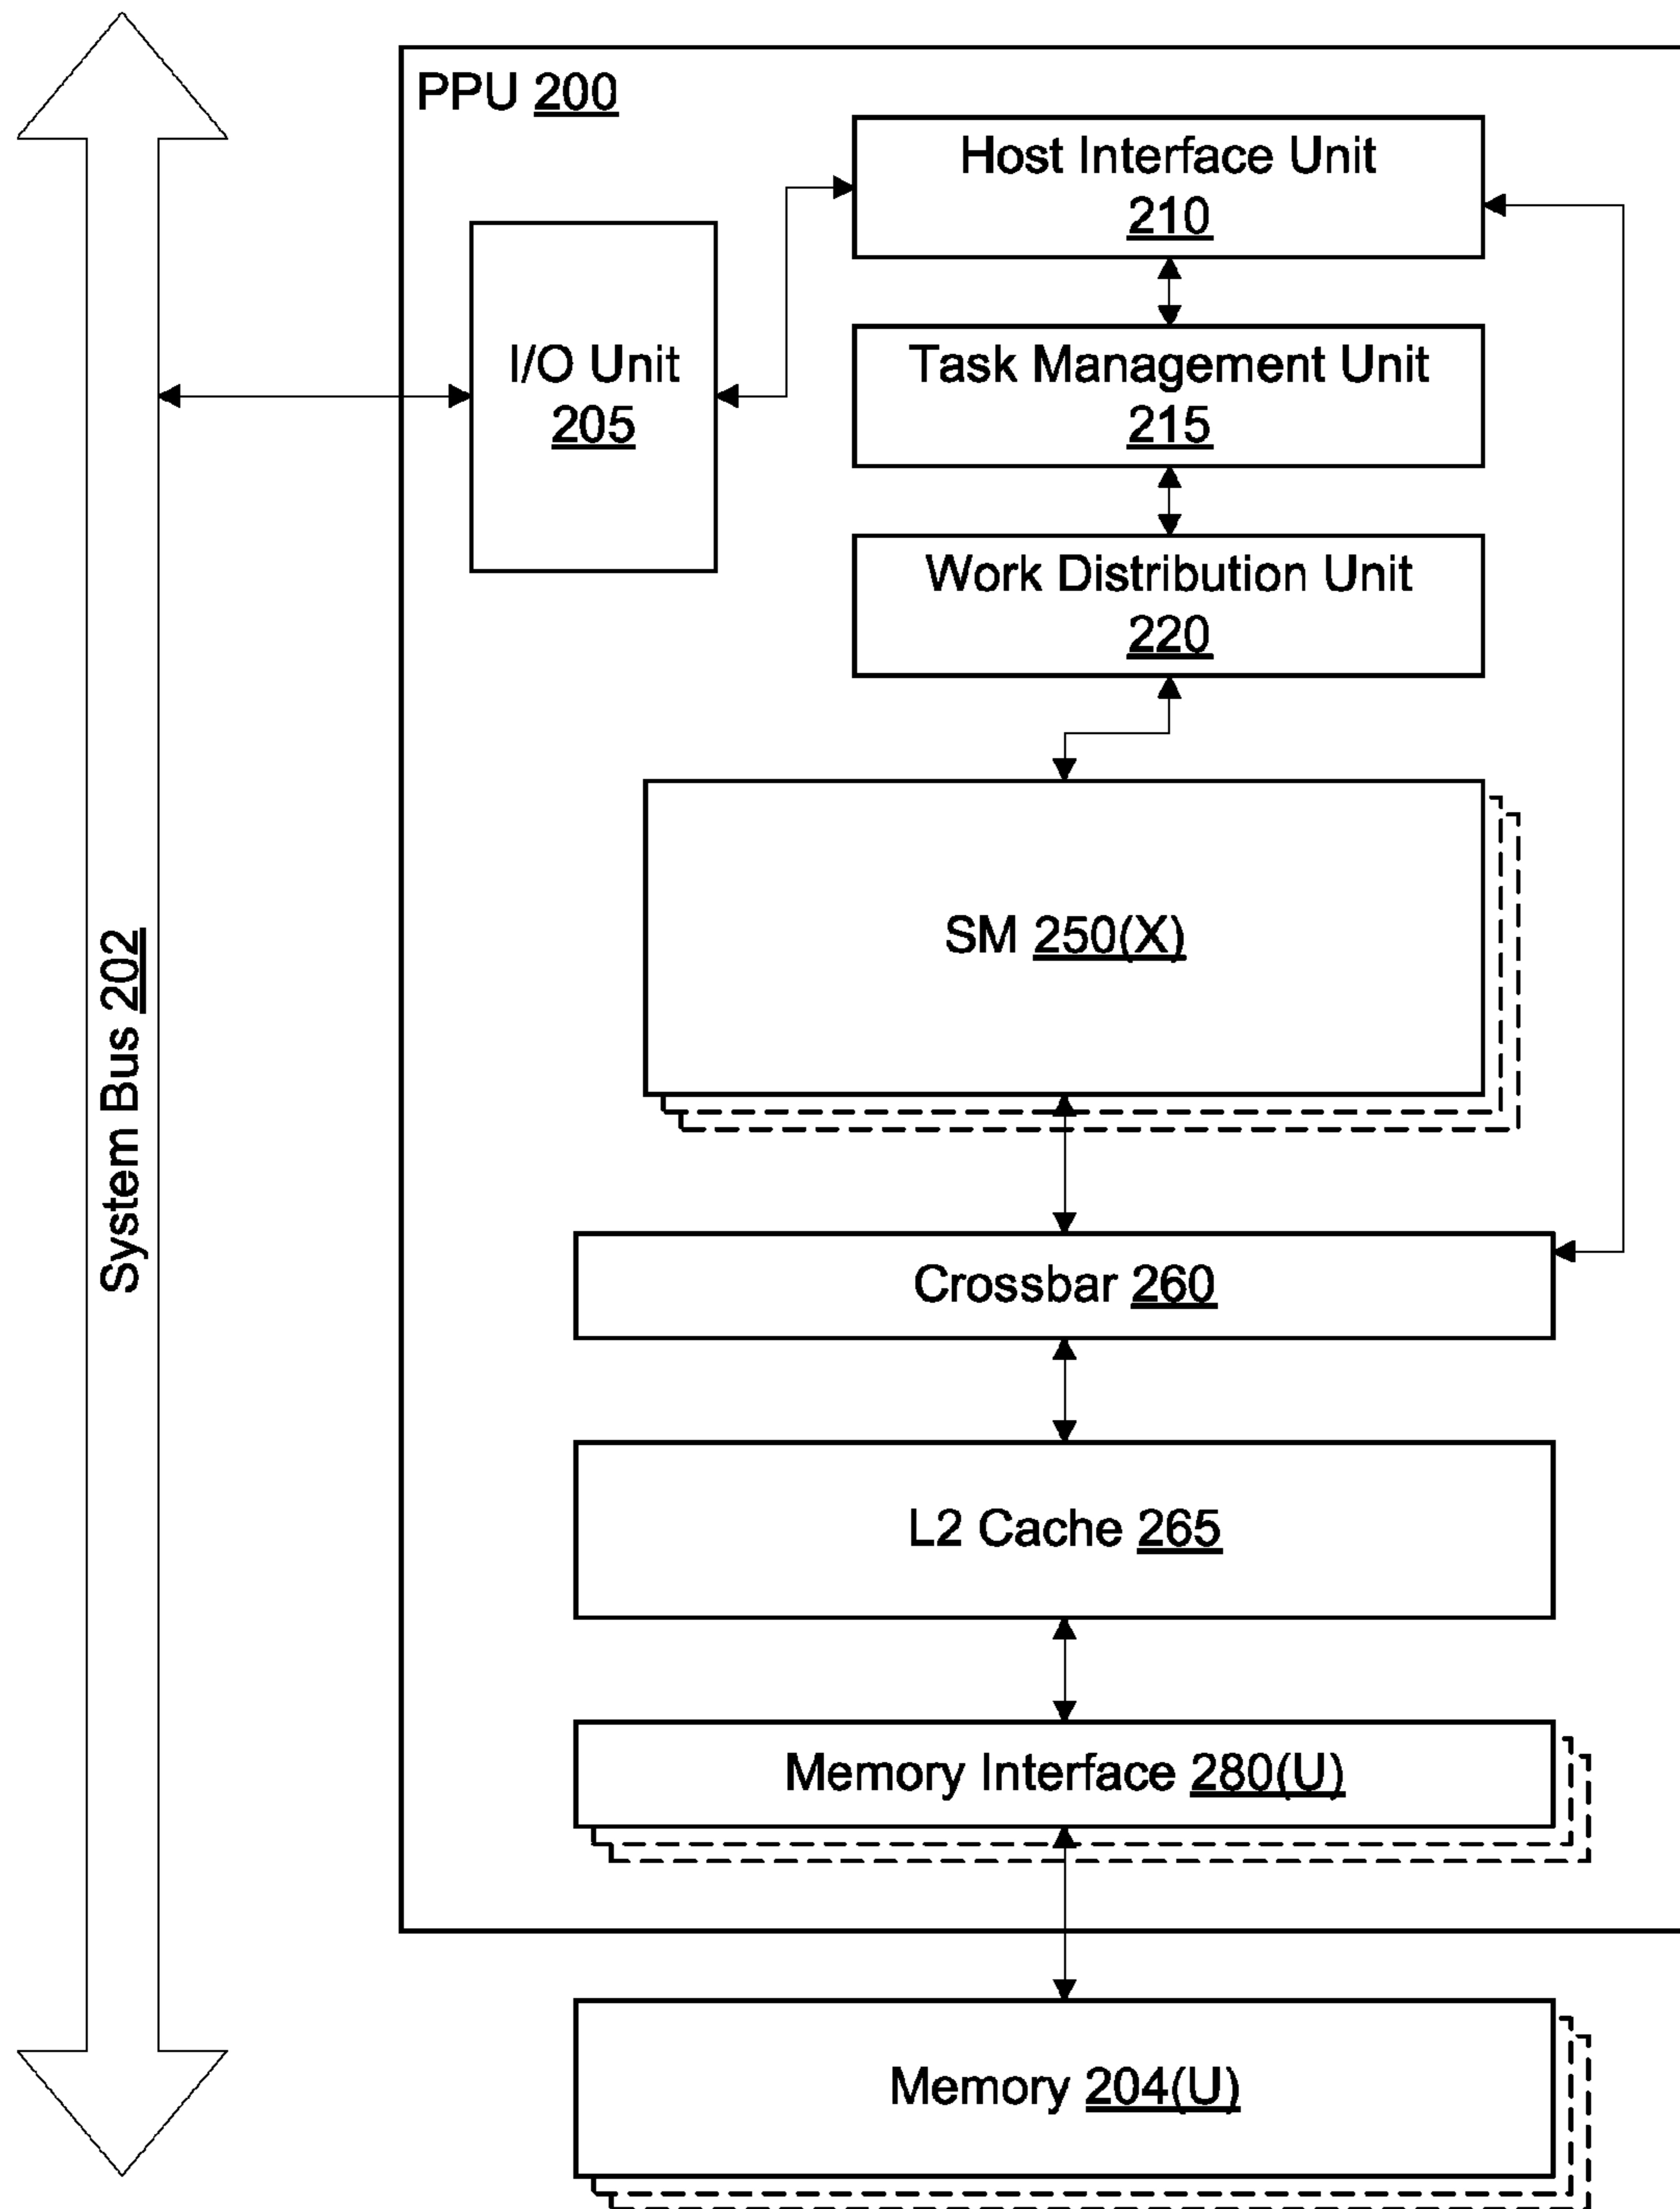 PPU 200
Host Interface Unit
210
I/O Unit
205
Task Management Unit
215
Work Distribution Unit
220
SM 250(X)
System Bus 202
Crossbar 260
L2 Cache 265
Memory Interface 280(U)
Memory 204(U)